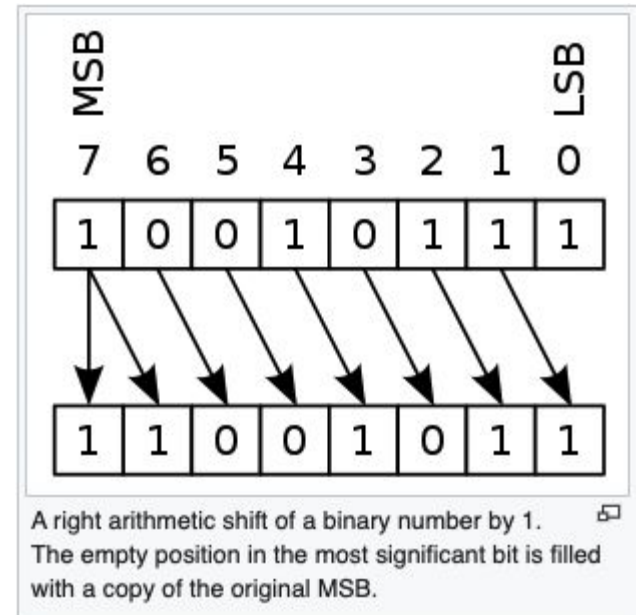 MSB LSB
7 6 5 4 3 2 1 0
1 0 0 1 0 1 1 1
1 1 0 0 1 0 1 1
A right arithmetic shift of a binary number by 1.
The empty position in the most significant bit is filled
with a copy of the original MSB.